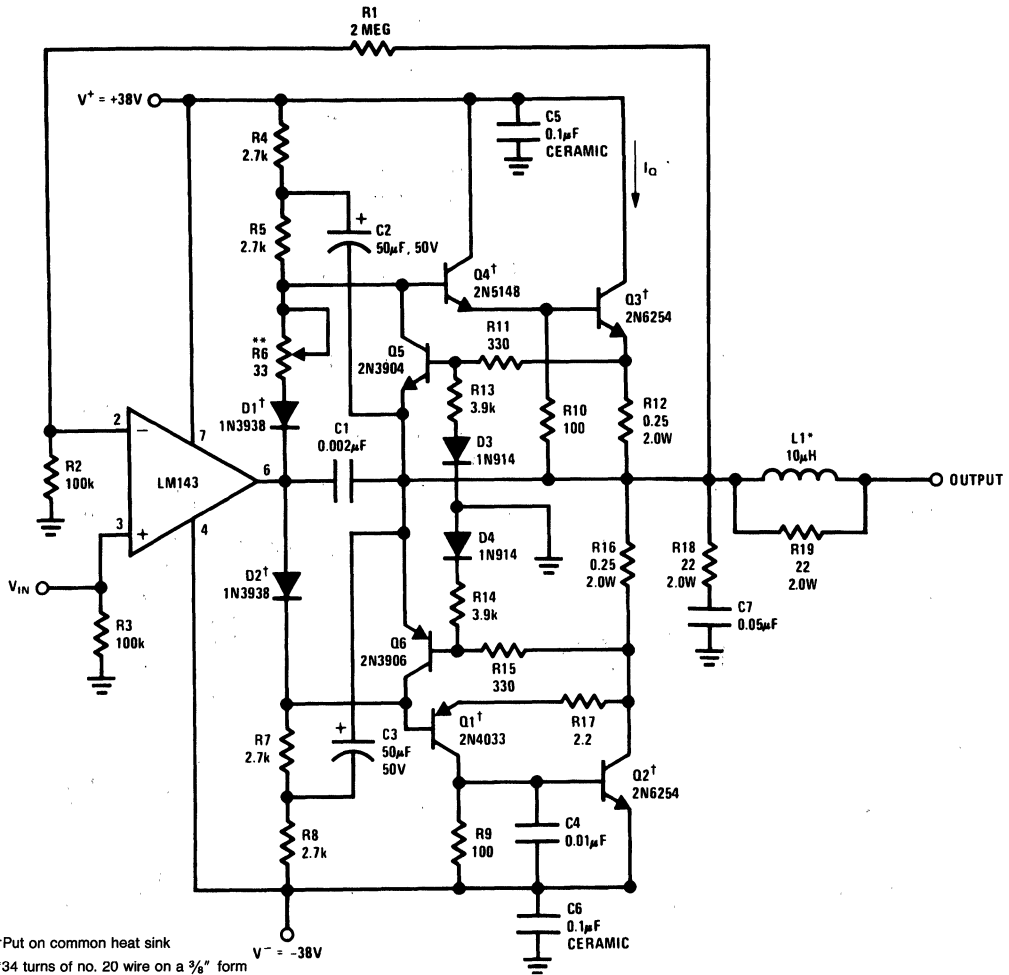 R1
2 MEG
V+ = +38V
R4
2.7k
C5
0.1µF
CERAMIC
IQ
R5
2.7k
+
C2
50µF, 50V
Q4†
2N5148
Q3†
2N6254
**
R6
33
Q5
2N3904
R11
330
D1†
1N3938
R13
3.9k
R10
100
R12
0.25
2.0W
C1
0.002µF
D3
1N914
L1*
10µH
2
−
7
R2
100k
LM143
6
OUTPUT
3
+
4
D4
1N914
R16
0.25
2.0W
R18
22
2.0W
R19
22
2.0W
VIN
D2†
1N3938
R14
3.9k
C7
0.05µF
R3
100k
Q6
2N3906
R15
330
R17
2.2
Q1†
2N4033
R7
2.7k
+
C3
50µF
50V
Q2†
2N6254
R8
2.7k
R9
100
C4
0.01µF
C6
0.1µF
CERAMIC
V− = −38V
†Put on common heat sink
*34 turns of no. 20 wire on a ⅜″ form